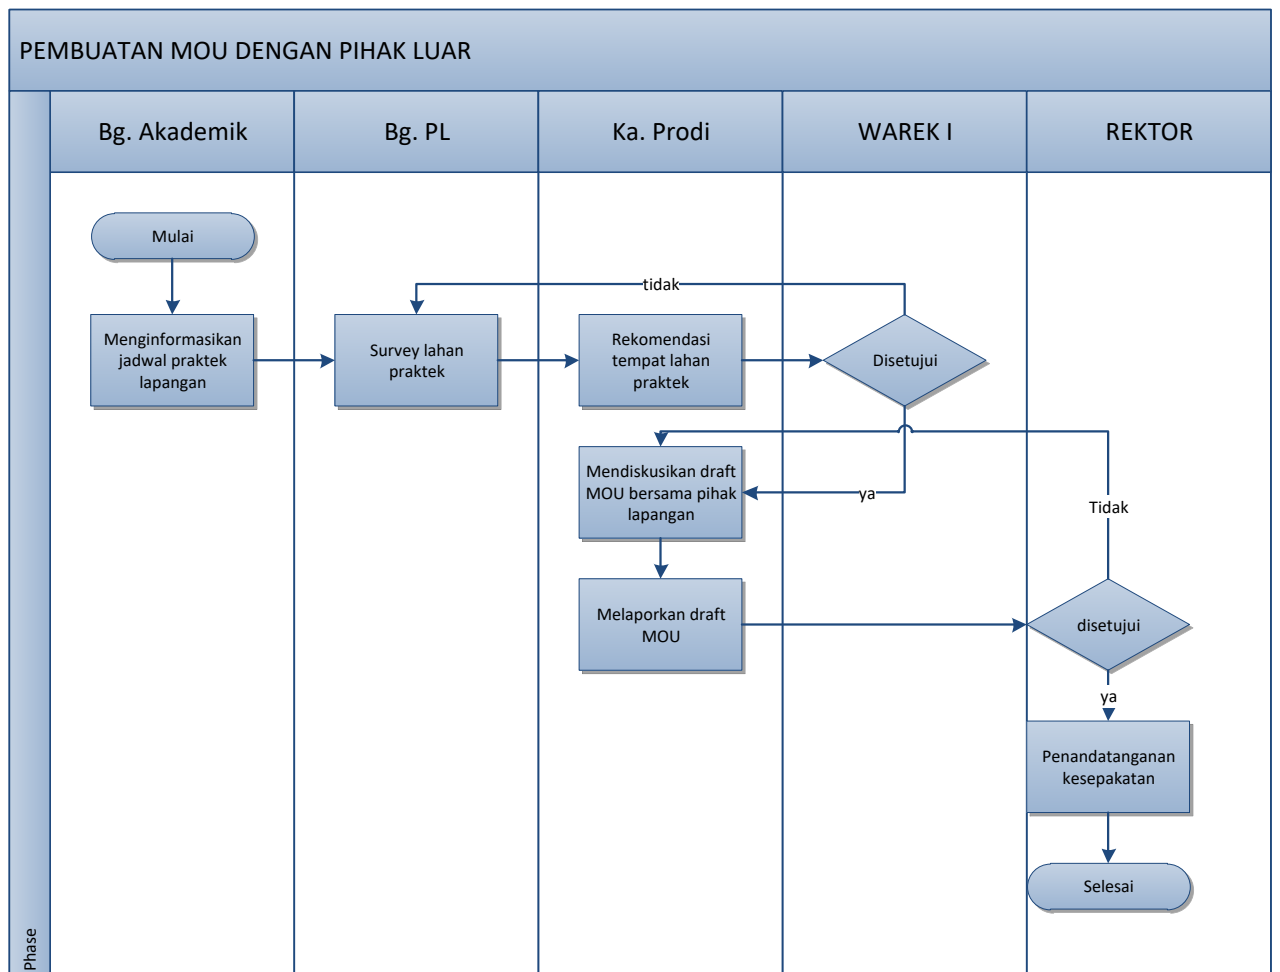 PEMBUATAN MOU DENGAN PIHAK LUAR
Bg. Akademik
Bg. PL
Ka. Prodi
WAREK I
REKTOR
Mulai
tidak
Menginformasikan
jadwal praktek
lapangan
Survey lahan
praktek
Rekomendasi
tempat lahan
praktek
Disetujui
Mendiskusikan draft
MOU bersama pihak
lapangan
ya
Tidak
Melaporkan draft
MOU
disetujui
ya
Penandatanganan
kesepakatan
Selesai
Phase